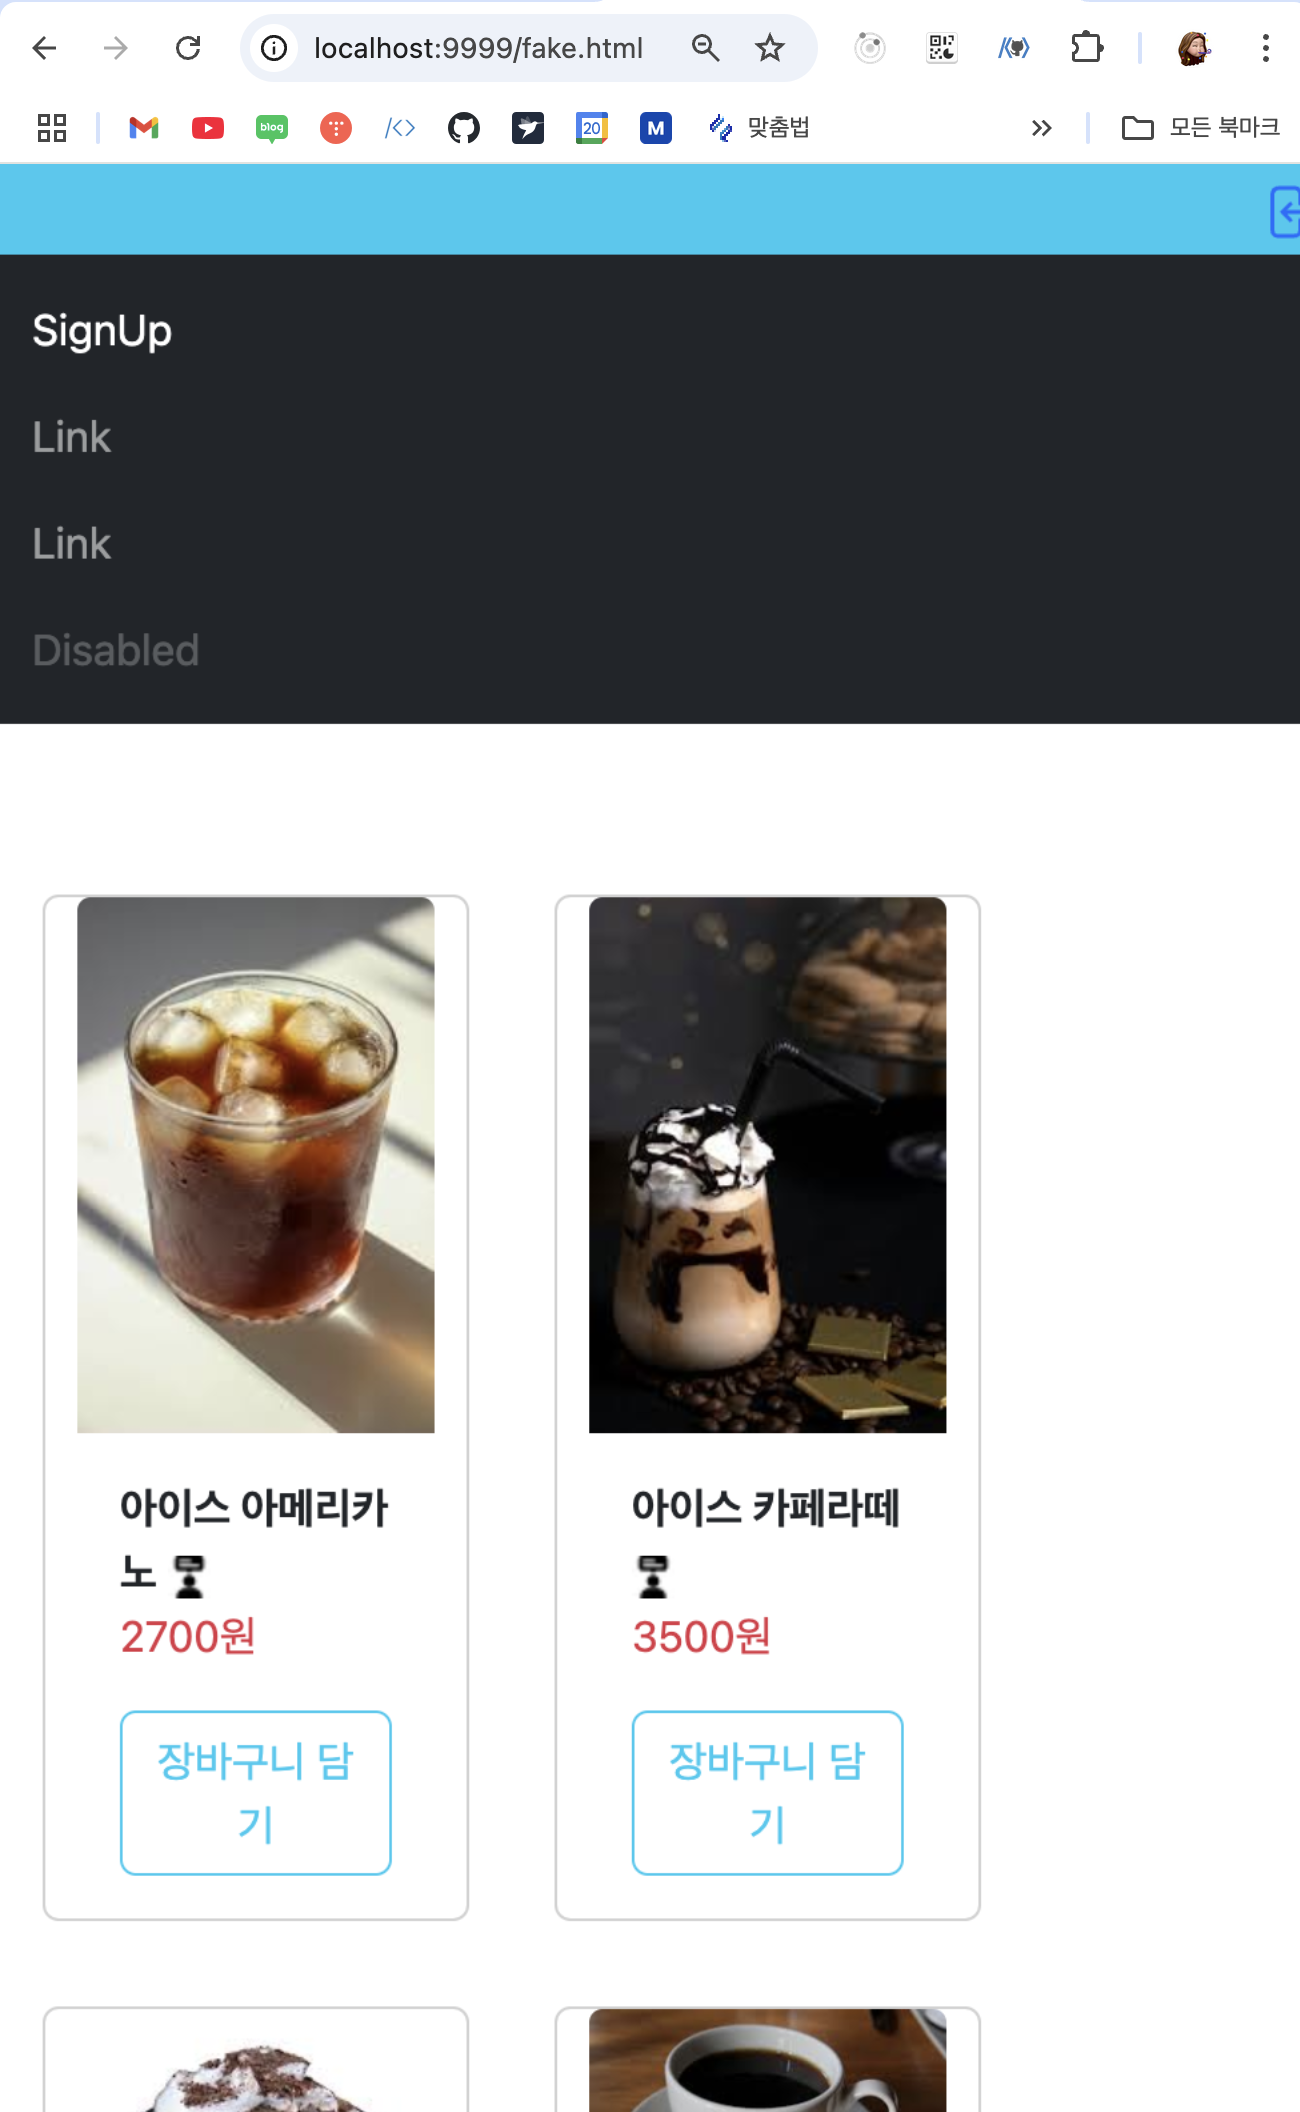 localhost:9999/fake.html
blog
20
M
맞춤법
모든 북마크
SignUp
Link
Link
Disabled
아이스 아메리카
노
2700원
장바구니 담
기
아이스 카페라떼
3500원
장바구니 담
기